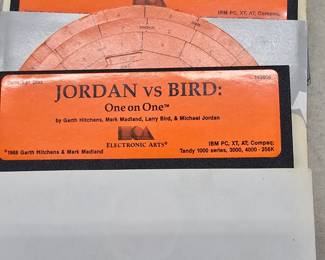 IBM PC, XT, AT, Compaq,
JORDAN vs BIRD:
One on One™
by Garth Hitchens, Mark Madland, Larry Bird, & Michael Jordan
ELECTRONIC ARTS®
©1988 Garth Hitchens & Mark Madland
IBM PC, XT, AT, Compaq;
Tandy 1000 series, 3000, 4000 - 256K